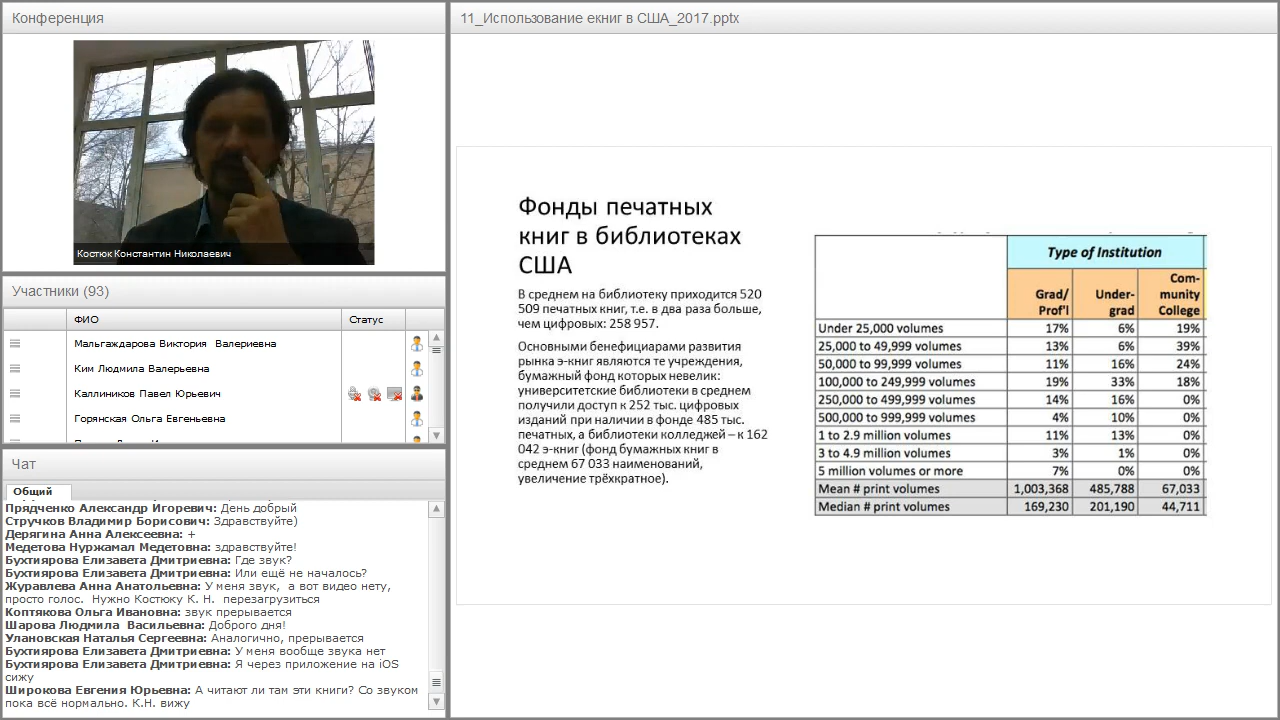 Конференция
Костюк Константин Николаевич
Участники (93)
ФИО
Статус
Мальгаждарова Виктория Валериевна
Ким Людмила Валерьевна
Каллиников Павел Юрьевич
Горянская Ольга Евгеньевна
Чат
Общий
Прядченко Александр Игоревич: День добрый
Стручков Владимир Борисович: Здравствуйте)
Дерягина Анна Алексеевна: +
Медетова Нуржамал Медетовна: здравствуйте!
Бухтиярова Елизавета Дмитриевна: Где звук?
Бухтиярова Елизавета Дмитриевна: Или ещё не началось?
Журавлева Анна Анатольевна: У меня звук, а вот видео нету,
просто голос. Нужно Костюку К. Н. перезагрузиться
Коптякова Ольга Ивановна: звук прерывается
Шарова Людмила Васильевна: Доброго дня!
Улановская Наталья Сергеевна: Аналогично, прерывается
Бухтиярова Елизавета Дмитриевна: У меня вообще звука нет
Бухтиярова Елизавета Дмитриевна: Я через приложение на iOS
сижу
Широкова Евгения Юрьевна: А читают ли там эти книги? Со звуком
пока всё нормально. К.Н. вижу
11_Использование екниг в США_2017.pptx
Фонды печатных
книг в библиотеках
США
В среднем на библиотеку приходится 520
509 печатных книг, т.е. в два раза больше,
чем цифровых: 258 957.
Основными бенефициарами развития
рынка э-книг являются те учреждения,
бумажный фонд которых невелик:
университетские библиотеки в среднем
получили доступ к 252 тыс. цифровых
изданий при наличии в фонде 485 тыс.
печатных, а библиотеки колледжей – к 162
042 э-книг (фонд бумажных книг в
среднем 67 033 наименований,
увеличение трёхкратное).
Type of Institution
Grad/ Prof'l Under- grad Com- munity College
Under 25,000 volumes 17% 6% 19%
25,000 to 49,999 volumes 13% 6% 39%
50,000 to 99,999 volumes 11% 16% 24%
100,000 to 249,999 volumes 19% 33% 18%
250,000 to 499,999 volumes 14% 16% 0%
500,000 to 999,999 volumes 4% 10% 0%
1 to 2.9 million volumes 11% 13% 0%
3 to 4.9 million volumes 3% 1% 0%
5 million volumes or more 7% 0% 0%
Mean # print volumes 1,003,368 485,788 67,033
Median # print volumes 169,230 201,190 44,711